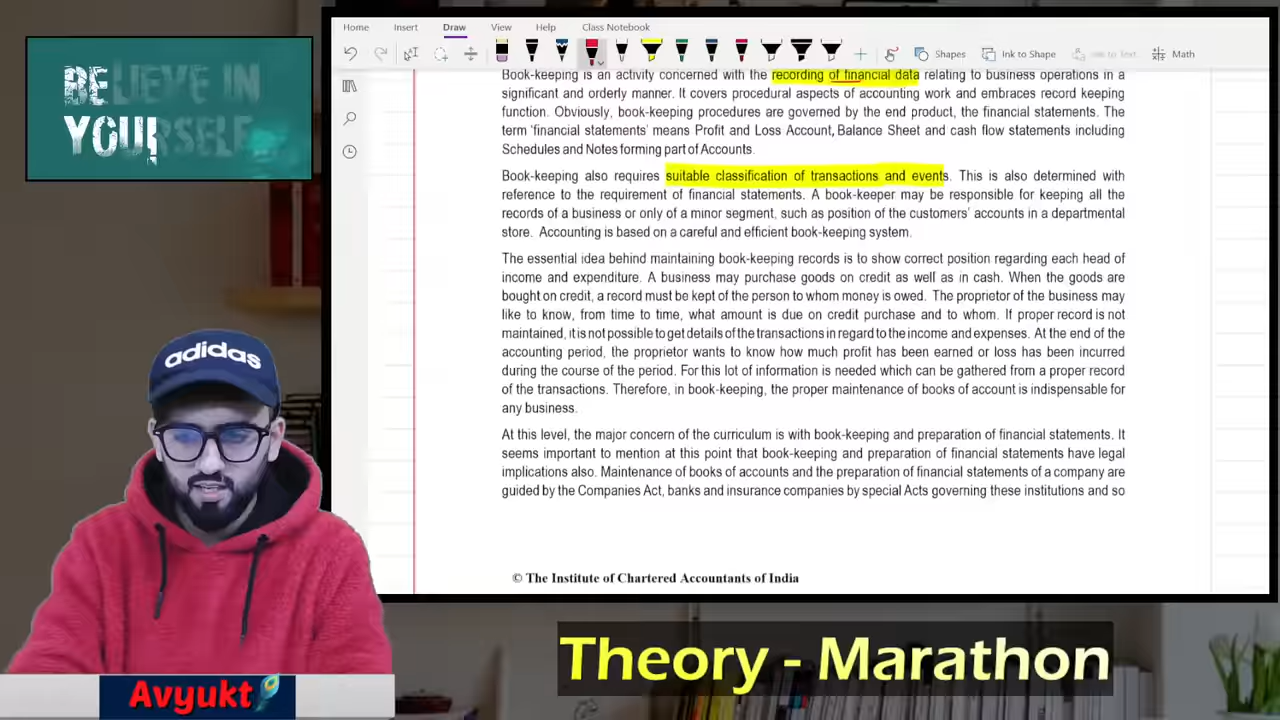 BELIEVE IN
YOURSELF
adidas
Avyukt
Home Insert Draw View Help Class Notebook
Shapes Ink to Shape Ink to Text Math
Book-keeping is an activity concerned with the recording of financial data relating to business operations in a
significant and orderly manner. It covers procedural aspects of accounting work and embraces record keeping
function. Obviously, book-keeping procedures are governed by the end product, the financial statements. The
term 'financial statements' means Profit and Loss Account, Balance Sheet and cash flow statements including
Schedules and Notes forming part of Accounts.
Book-keeping also requires suitable classification of transactions and events. This is also determined with
reference to the requirement of financial statements. A book-keeper may be responsible for keeping all the
records of a business or only of a minor segment, such as position of the customers' accounts in a departmental
store. Accounting is based on a careful and efficient book-keeping system.
The essential idea behind maintaining book-keeping records is to show correct position regarding each head of
income and expenditure. A business may purchase goods on credit as well as in cash. When the goods are
bought on credit, a record must be kept of the person to whom money is owed. The proprietor of the business may
like to know, from time to time, what amount is due on credit purchase and to whom. If proper record is not
maintained, it is not possible to get details of the transactions in regard to the income and expenses. At the end of the
accounting period, the proprietor wants to know how much profit has been earned or loss has been incurred
during the course of the period. For this lot of information is needed which can be gathered from a proper record
of the transactions. Therefore, in book-keeping, the proper maintenance of books of account is indispensable for
any business.
At this level, the major concern of the curriculum is with book-keeping and preparation of financial statements. It
seems important to mention at this point that book-keeping and preparation of financial statements have legal
implications also. Maintenance of books of accounts and the preparation of financial statements of a company are
guided by the Companies Act, banks and insurance companies by special Acts governing these institutions and so
© The Institute of Chartered Accountants of India
Theory - Marathon